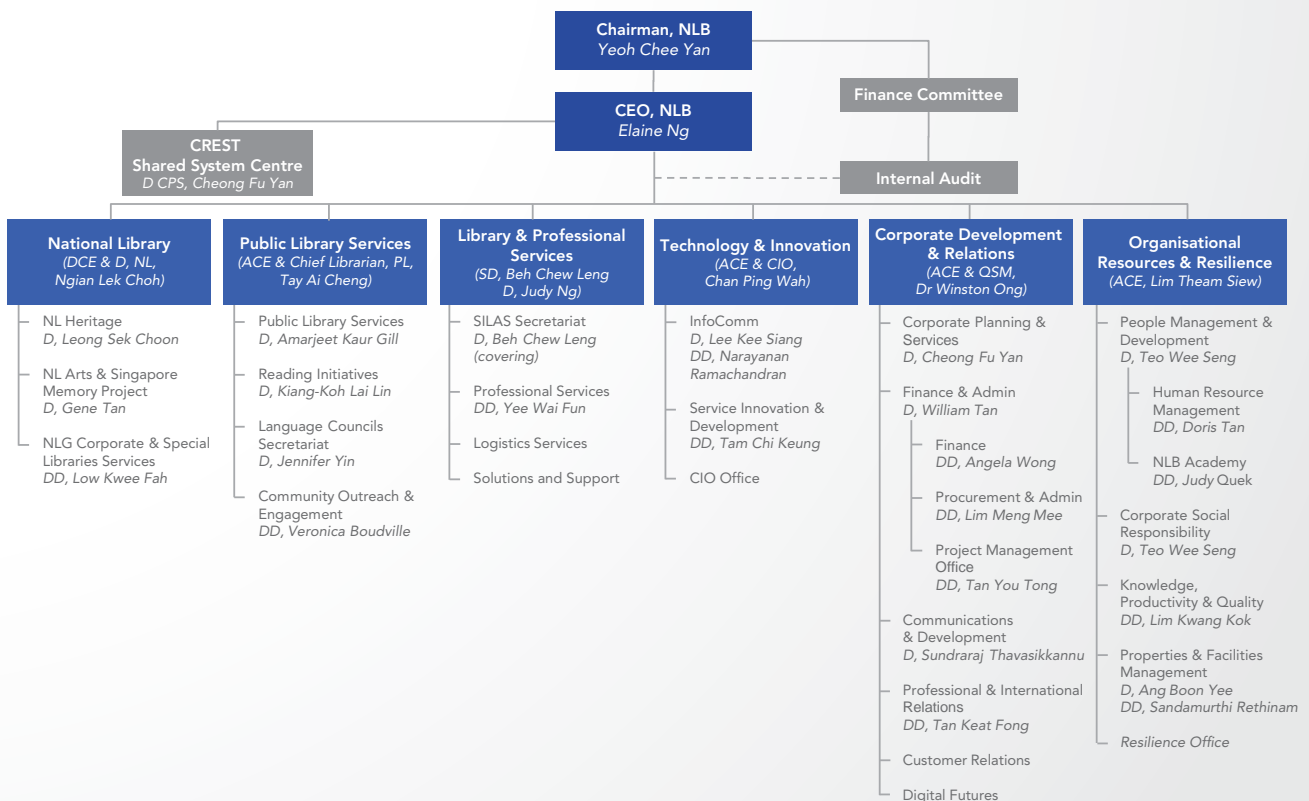 Chairman, NLB
Yeoh Chee Yan
Finance Committee
CEO, NLB
Elaine Ng
CREST
Shared System Centre
D CPS, Cheong Fu Yan
Internal Audit
National Library
(DCE & D, NL,
Ngian Lek Choh)
NL Heritage
D, Leong Sek Choon
NL Arts & Singapore
Memory Project
D, Gene Tan
NLG Corporate & Special
Libraries Services
DD, Low Kwee Fah
Public Library Services
(ACE & Chief Librarian, PL,
Tay Ai Cheng)
Public Library Services
D, Amarjeet Kaur Gill
Reading Initiatives
D, Kiang-Koh Lai Lin
Language Councils
Secretariat
D, Jennifer Yin
Community Outreach &
Engagement
DD, Veronica Boudville
Library & Professional
Services
(SD, Beh Chew Leng
D, Judy Ng)
SILAS Secretariat
D, Beh Chew Leng
(covering)
Professional Services
DD, Yee Wai Fun
Logistics Services
Solutions and Support
Technology & Innovation
(ACE & CIO,
Chan Ping Wah)
InfoComm
D, Lee Kee Siang
DD, Narayanan
Ramachandran
Service Innovation &
Development
DD, Tam Chi Keung
CIO Office
Corporate Development
& Relations
(ACE & QSM,
Dr Winston Ong)
Corporate Planning &
Services
D, Cheong Fu Yan
Finance & Admin
D, William Tan
Finance
DD, Angela Wong
Procurement & Admin
DD, Lim Meng Mee
Project Management
Office
DD, Tan You Tong
Communications
& Development
D, Sundraraj Thavasikkannu
Professional & International
Relations
DD, Tan Keat Fong
Customer Relations
Digital Futures
Organisational
Resources & Resilience
(ACE, Lim Theam Siew)
People Management &
Development
D, Teo Wee Seng
Human Resource
Management
DD, Doris Tan
NLB Academy
DD, Judy Quek
Corporate Social
Responsibility
D, Teo Wee Seng
Knowledge,
Productivity & Quality
DD, Lim Kwang Kok
Properties & Facilities
Management
D, Ang Boon Yee
DD, Sandamurthi Rethinam
Resilience Office